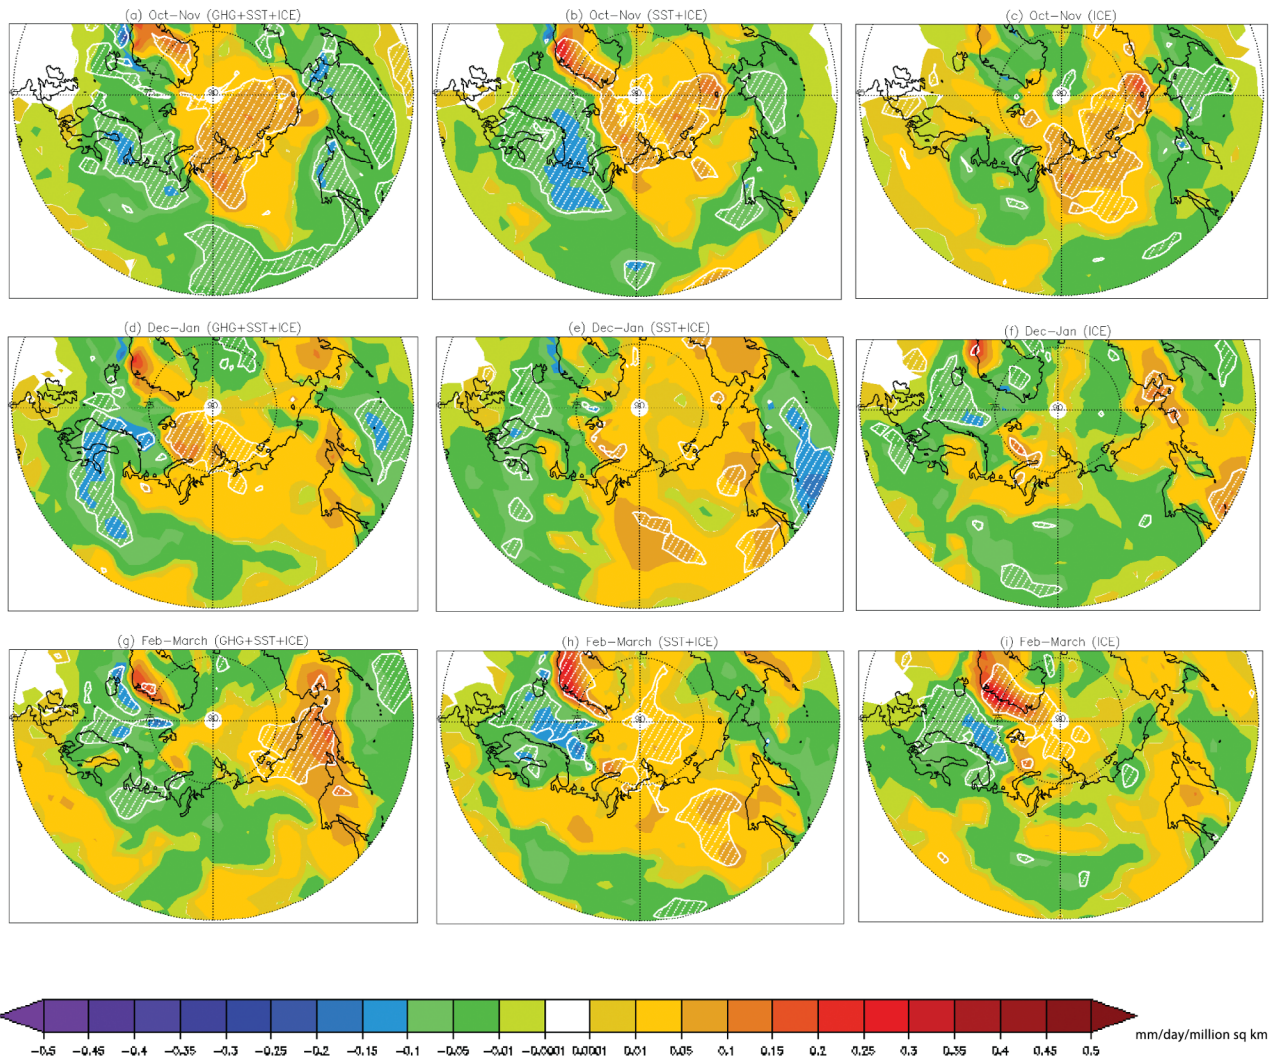 (a) Oct-Nov (GHG+SST+ICE)
(b) Oct-Nov (SST+ICE)
(c) Oct-Nov (ICE)
(d) Dec-Jan (GHG+SST+ICE)
(e) Dec-Jan (SST+ICE)
(f) Dec-Jan (ICE)
(g) Feb-March (GHG+SST+ICE)
(h) Feb-March (SST+ICE)
(i) Feb-March (ICE)
-0.5 -0.45 -0.4 -0.35 -0.3 -0.25 -0.2 -0.15 -0.1 -0.05 -0.01 -0.0001 0.0001 0.01 0.05 0.1 0.15 0.2 0.25 0.3 0.35 0.4 0.45 0.5
mm/day/million sq km